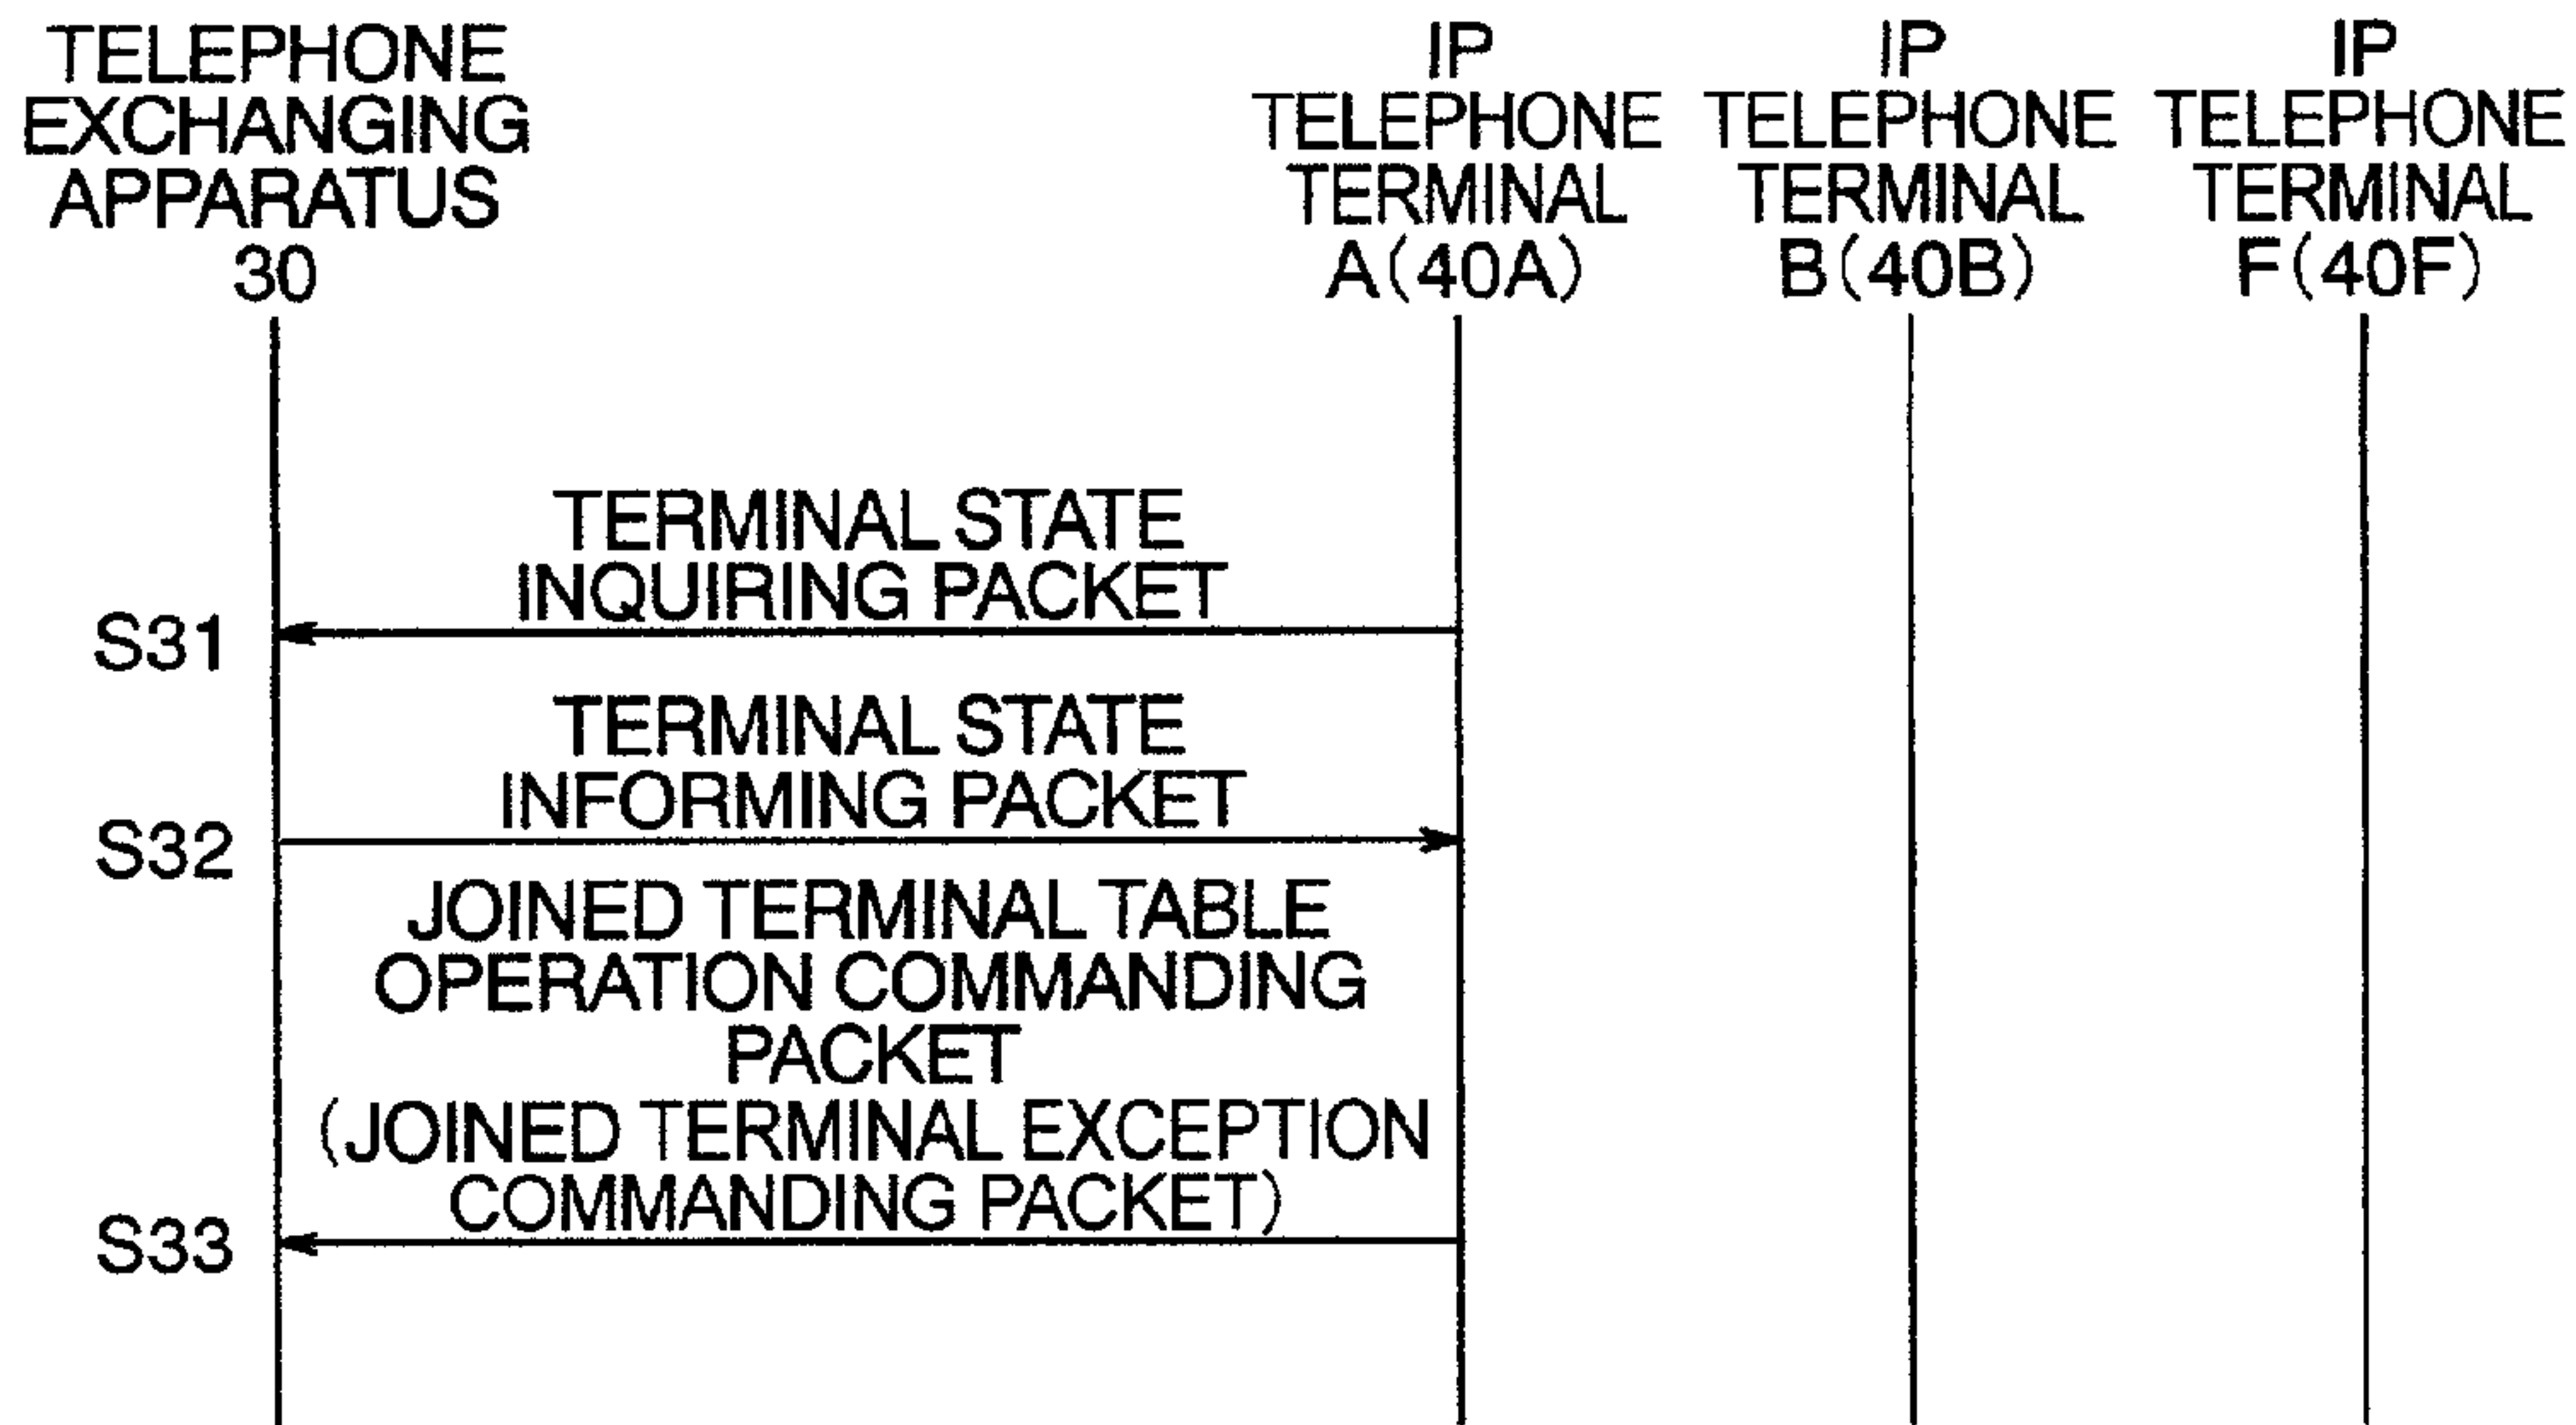 TELEPHONE
EXCHANGING
APPARATUS
30
IP
TELEPHONE
TERMINAL
A(40A)
IP
TELEPHONE
TERMINAL
B(40B)
IP
TELEPHONE
TERMINAL
F(40F)
TERMINAL STATE
INQUIRING PACKET
S31
TERMINAL STATE
INFORMING PACKET
S32
JOINED TERMINAL TABLE
OPERATION COMMANDING
PACKET
(JOINED TERMINAL EXCEPTION
COMMANDING PACKET)
S33